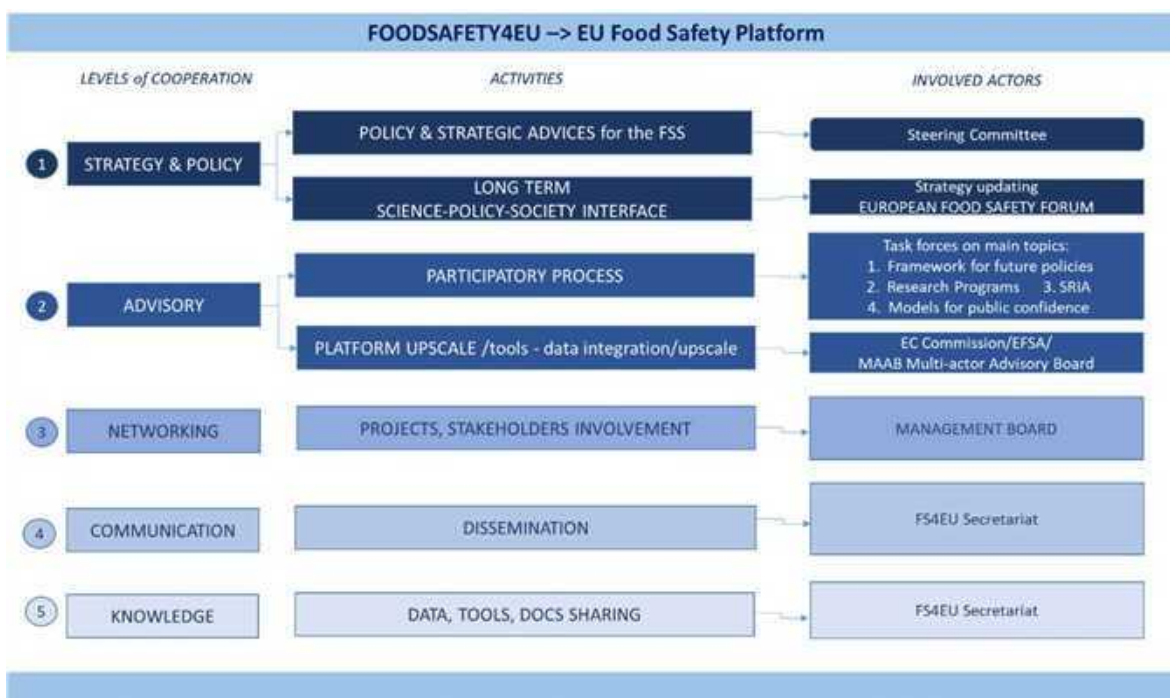 FOODSAFETY4EU –> EU Food Safety Platform
LEVELS of COOPERATION
ACTIVITIES
INVOLVED ACTORS
1
STRATEGY & POLICY
POLICY & STRATEGIC ADVICES for the FSS
Steering Committee
LONG TERM
SCIENCE-POLICY-SOCIETY INTERFACE
Strategy updating
EUROPEAN FOOD SAFETY FORUM
2
ADVISORY
PARTICIPATORY PROCESS
Task forces on main topics:
1. Framework for future policies
2. Research Programs 3. SRIA
4. Models for public confidence
PLATFORM UPSCALE /tools - data integration/upscale
EC Commission/EFSA/
MAAB Multi-actor Advisory Board
3
NETWORKING
PROJECTS, STAKEHOLDERS INVOLVEMENT
MANAGEMENT BOARD
4
COMMUNICATION
DISSEMINATION
FS4EU Secretariat
5
KNOWLEDGE
DATA, TOOLS, DOCS SHARING
FS4EU Secretariat